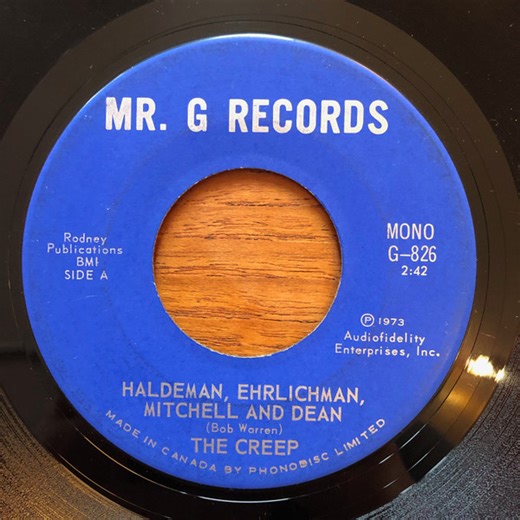 MR. G RECORDS
Rodney
Publications
BMI
SIDE A
MONO
G-826
2:42
Ⓟ 1973
Audiofidelity
Enterprises, Inc.
HALDEMAN, EHRLICHMAN,
MITCHELL AND DEAN
(Bob Warren)
THE CREEP
MADE IN CANADA BY PHONODISC LIMITED